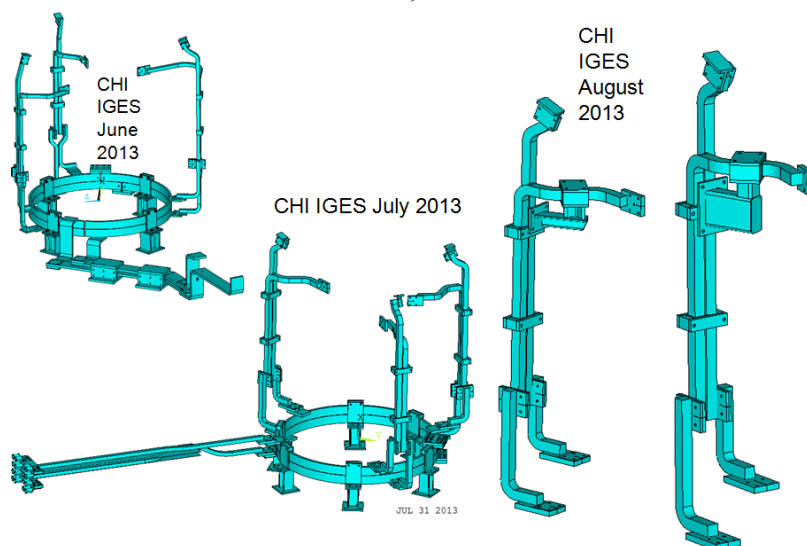 CHI
IGES
June
2013
CHI IGES July 2013
CHI
IGES
August
2013
JUL 31 2013